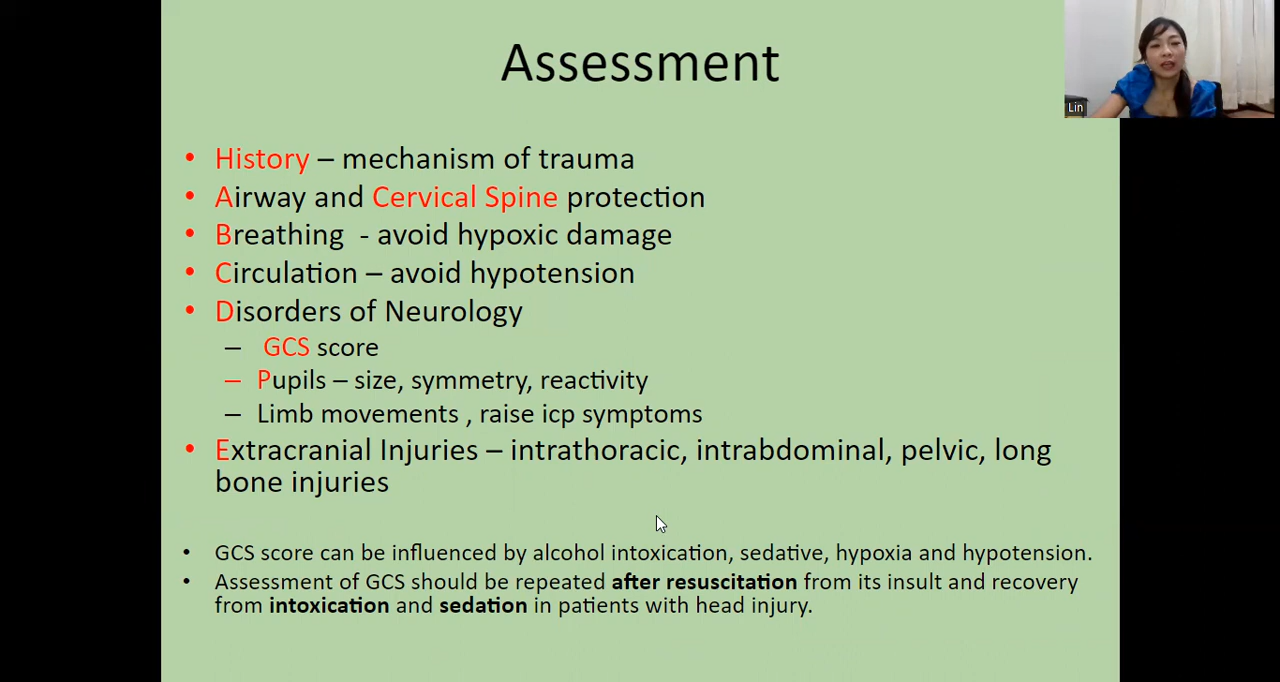 Assessment
Lin
• History – mechanism of trauma
• Airway and Cervical Spine protection
• Breathing  - avoid hypoxic damage
• Circulation – avoid hypotension
• Disorders of Neurology
– GCS score
– Pupils – size, symmetry, reactivity
– Limb movements , raise icp symptoms
• Extracranial Injuries – intrathoracic, intrabdominal, pelvic, long
bone injuries
• GCS score can be influenced by alcohol intoxication, sedative, hypoxia and hypotension.
• Assessment of GCS should be repeated after resuscitation from its insult and recovery
from intoxication and sedation in patients with head injury.